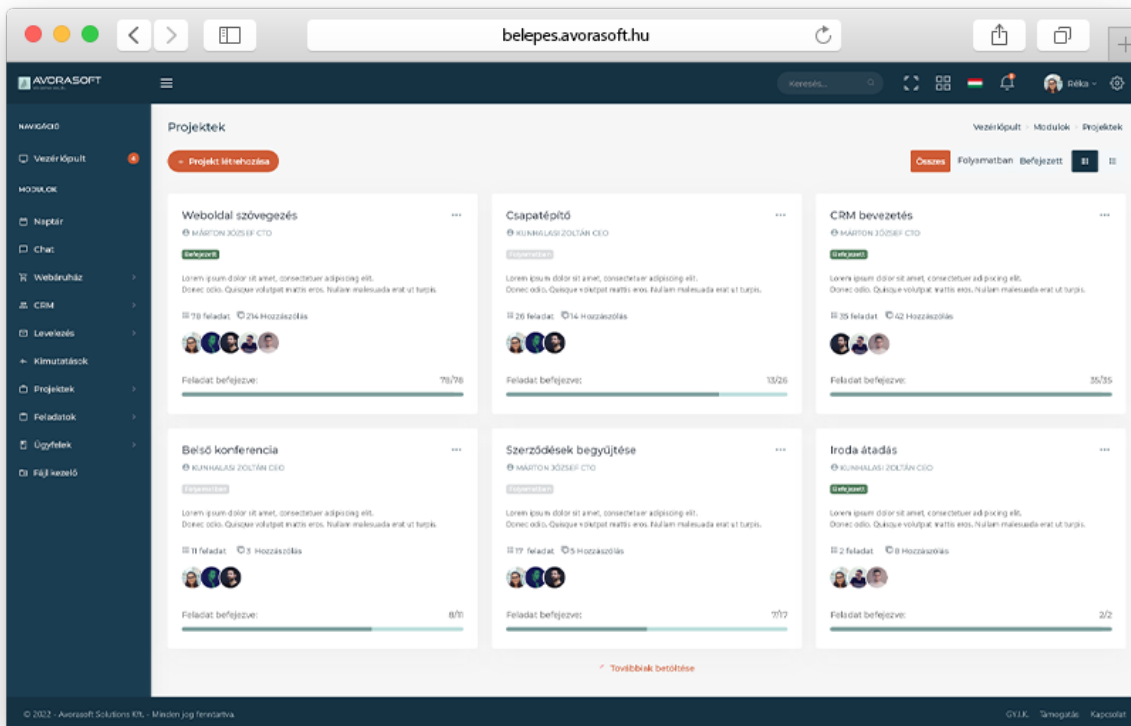 belepes.avorasoft.hu
AVORASOFT
Keresés...
Réka
NAVIGÁCIÓ
Vezérlőpult 4
MODULOK
Naptár
Chat
Webáruház
CRM
Levelezés
Kimutatások
Projektek
Feladatok
Ügyfelek
Fájl kezelő
Projektek
Vezérlőpult > Modulok > Projektek
+ Projekt létrehozása
Összes Folyamatban Befejezett
Weboldal szövegezés
MÁRTON JÓZSEF CTO
Befejezett
Lorem ipsum dolor sit amet, consectetuer adipiscing elit.
Donec odio. Quisque volutpat mattis eros. Nullam malesuada erat ut turpis.
78 feladat 214 Hozzászólás
Feladat befejezve: 78/78
Csapatépítő
KUNHALASI ZOLTÁN CEO
Folyamatban
Lorem ipsum dolor sit amet, consectetuer adipiscing elit.
Donec odio. Quisque volutpat mattis eros. Nullam malesuada erat ut turpis.
26 feladat 14 Hozzászólás
Feladat befejezve: 13/26
CRM bevezetés
MÁRTON JÓZSEF CTO
Befejezett
Lorem ipsum dolor sit amet, consectetuer adipiscing elit.
Donec odio. Quisque volutpat mattis eros. Nullam malesuada erat ut turpis.
35 feladat 42 Hozzászólás
Feladat befejezve: 35/35
Belső konferencia
KUNHALASI ZOLTÁN CEO
Folyamatban
Lorem ipsum dolor sit amet, consectetuer adipiscing elit.
Donec odio. Quisque volutpat mattis eros. Nullam malesuada erat ut turpis.
11 feladat 3 Hozzászólás
Feladat befejezve: 8/11
Szerződések begyűjtése
MÁRTON JÓZSEF CTO
Folyamatban
Lorem ipsum dolor sit amet, consectetuer adipiscing elit.
Donec odio. Quisque volutpat mattis eros. Nullam malesuada erat ut turpis.
17 feladat 5 Hozzászólás
Feladat befejezve: 7/17
Iroda átadás
KUNHALASI ZOLTÁN CEO
Befejezett
Lorem ipsum dolor sit amet, consectetuer adipiscing elit.
Donec odio. Quisque volutpat mattis eros. Nullam malesuada erat ut turpis.
2 feladat 8 Hozzászólás
Feladat befejezve: 2/2
Továbbiak betöltése
© 2022 - Avorasoft Solutions Kft. - Minden jog fenntartva.
GY.I.K. Támogatás Kapcsolat